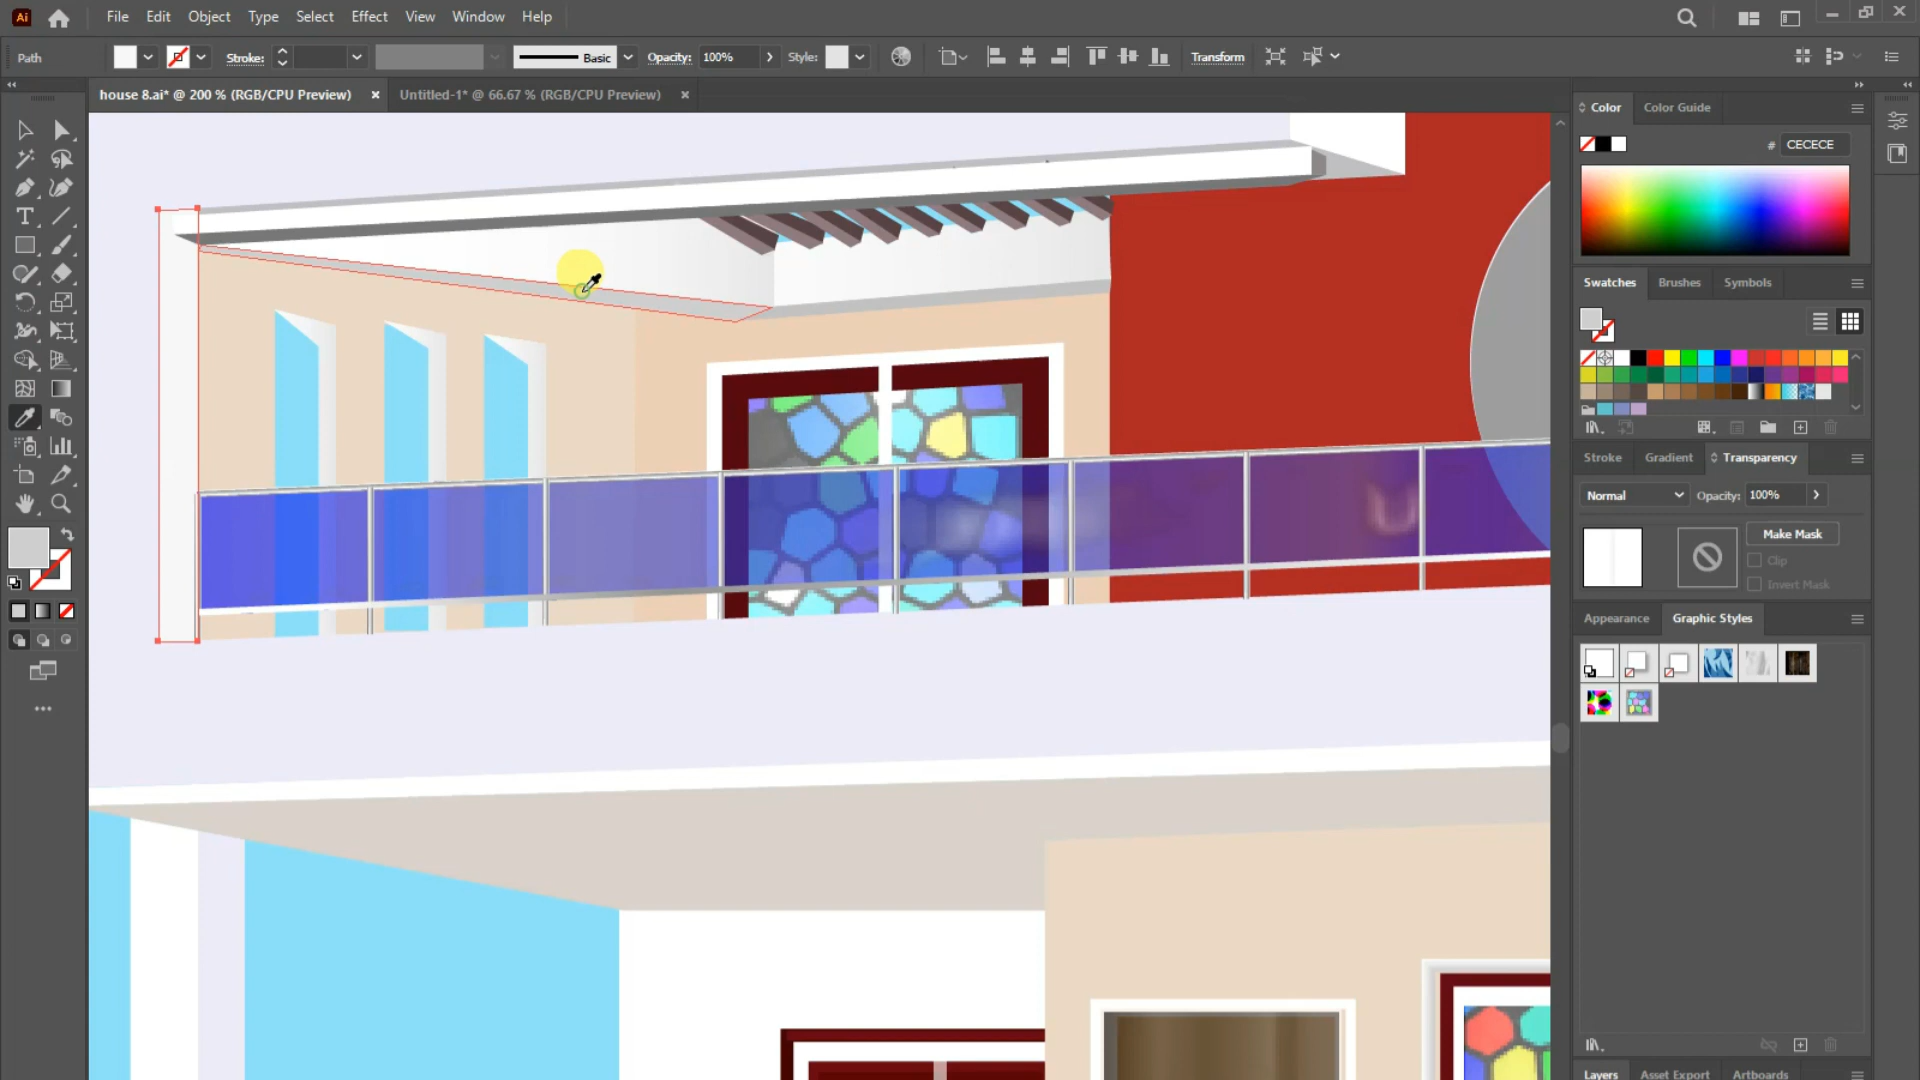 Ai File Edit Object Type Select Effect View Window Help
Path Stroke: Basic Opacity: 100% Style: Transform
house 8.ai* @ 200 % (RGB/CPU Preview) × Untitled-1* @ 66.67 % (RGB/CPU Preview) ×
Color Color Guide
# CECECE
Swatches Brushes Symbols
Stroke Gradient Transparency
Normal Opacity: 100%
Make Mask
Clip
Invert Mask
Appearance Graphic Styles
Layers Asset Export Artboards